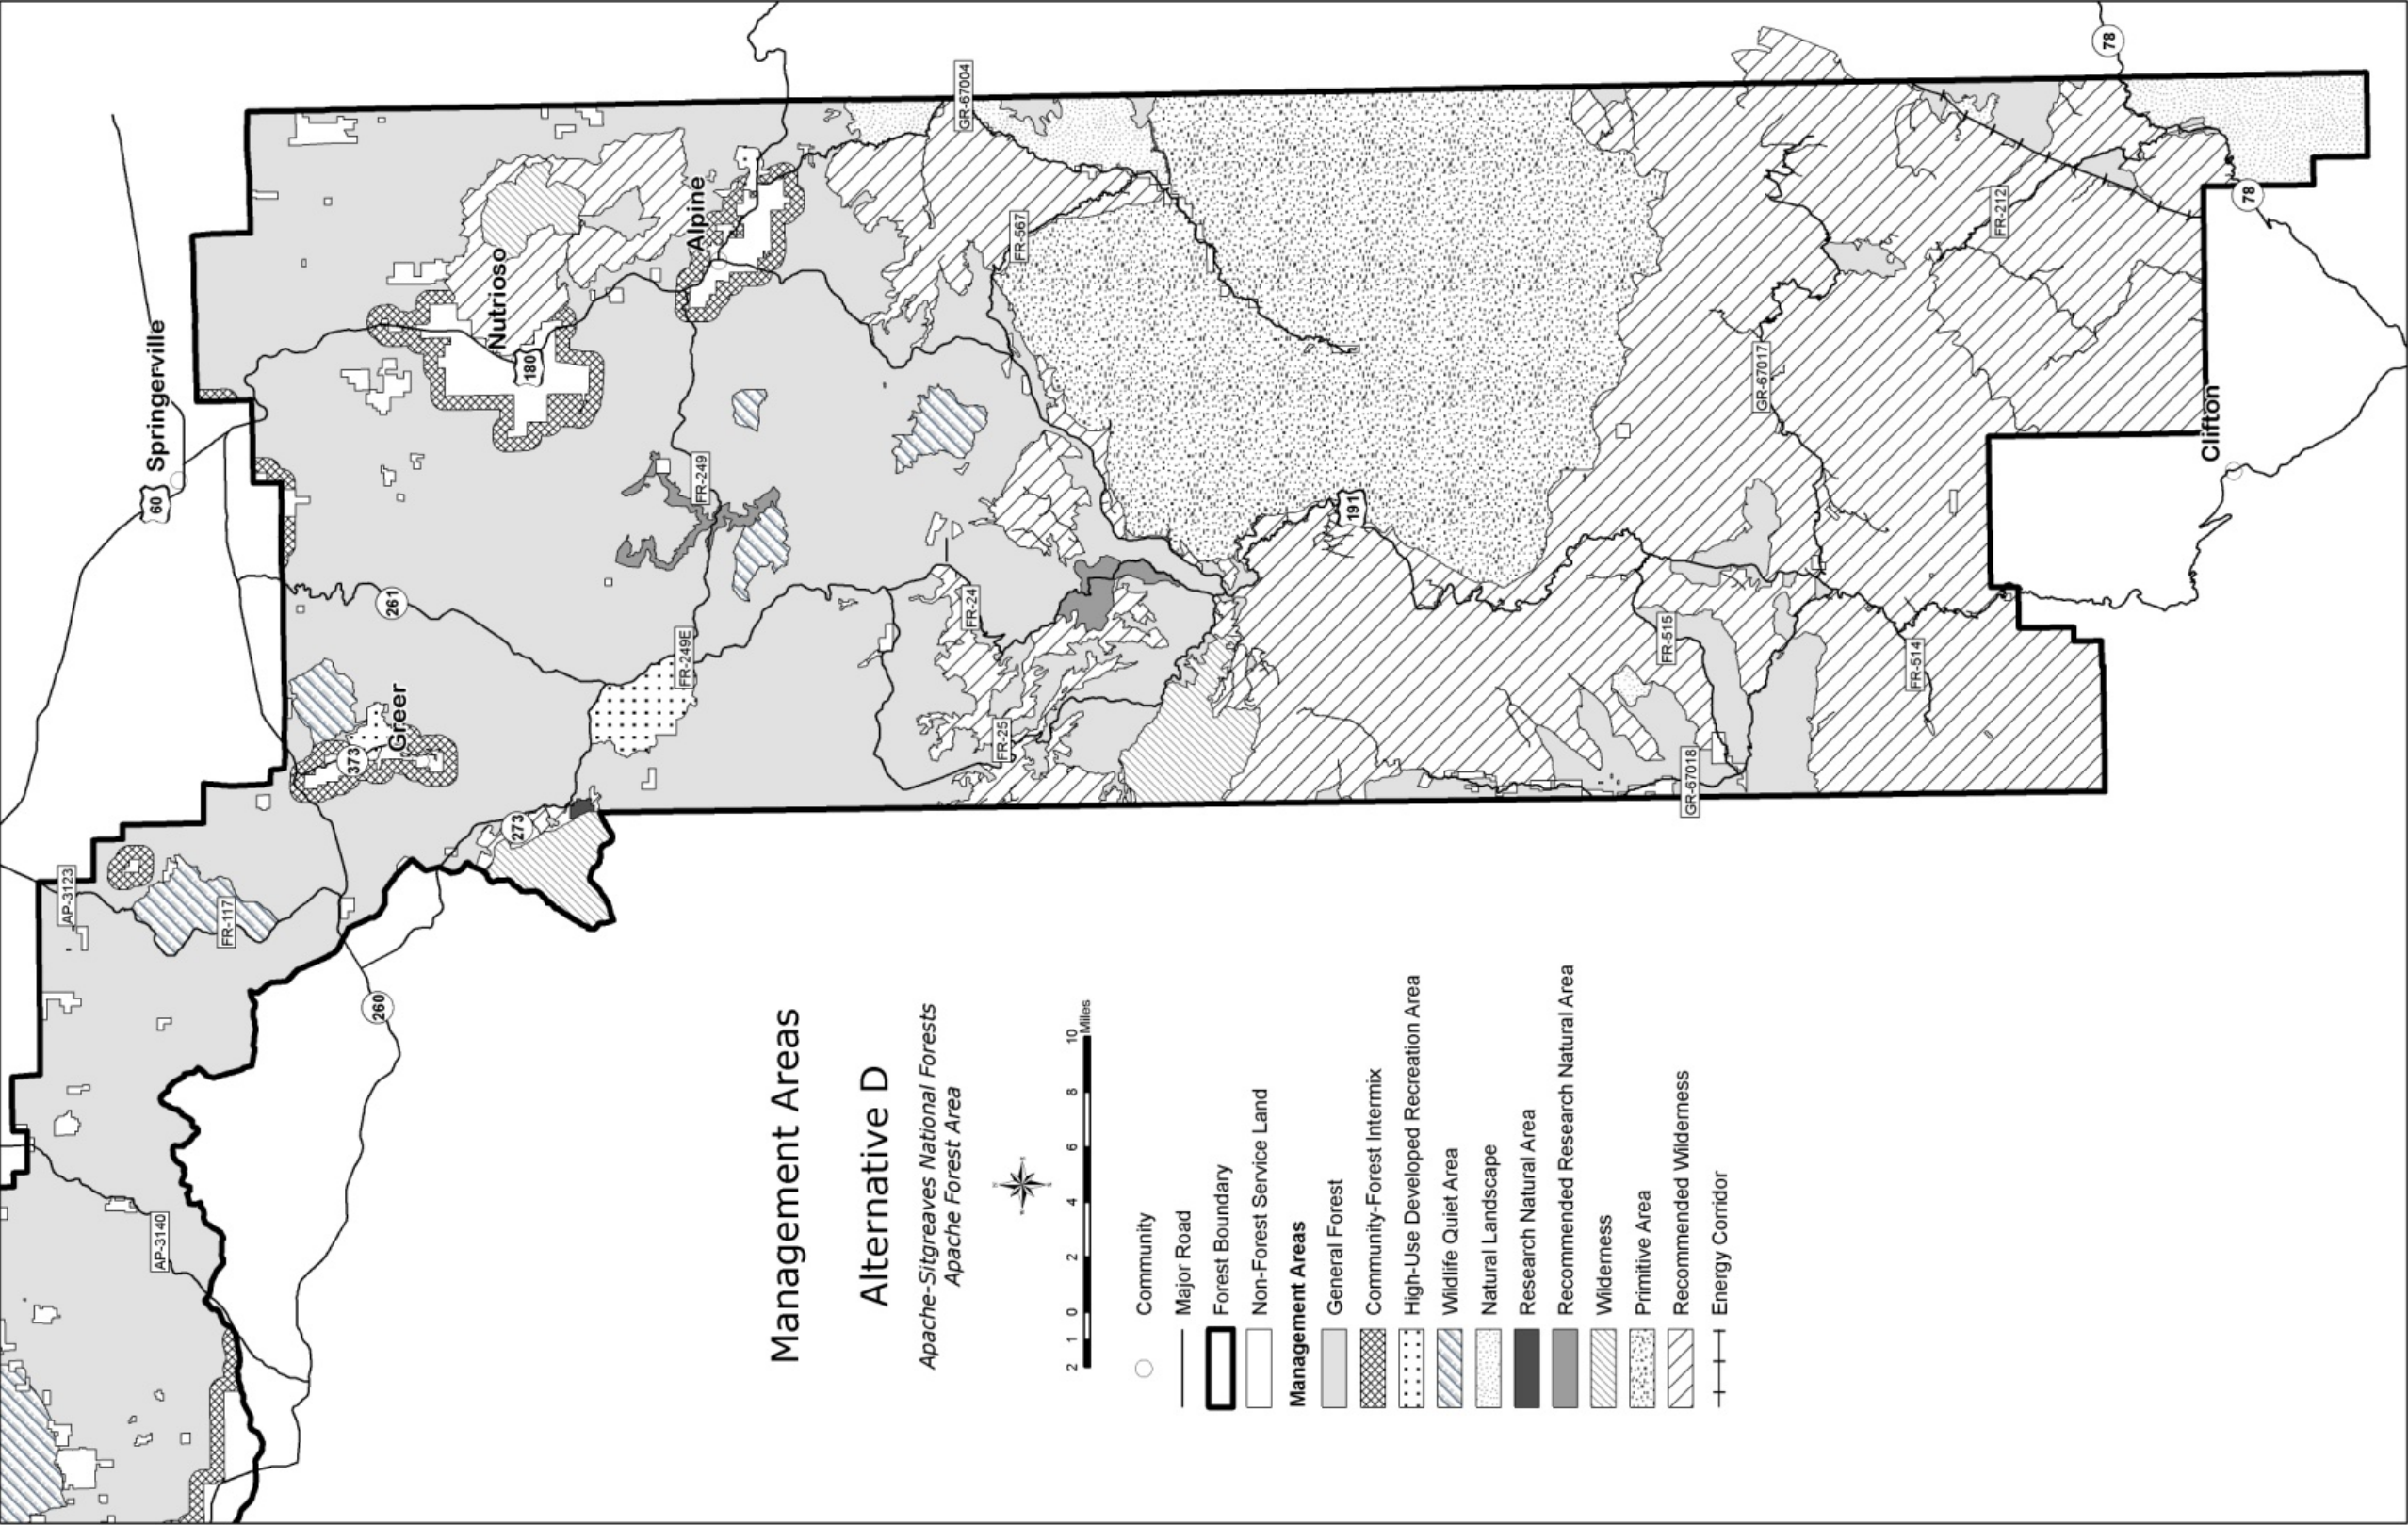 Management Areas
Alternative D
Apache-Sitgreaves National Forests
Apache Forest Area
2 1 0 2 4 6 8 10
Miles
Community
Major Road
Forest Boundary
Non-Forest Service Land
Management Areas
General Forest
Community-Forest Intermix
High-Use Developed Recreation Area
Wildlife Quiet Area
Natural Landscape
Research Natural Area
Recommended Research Natural Area
Wilderness
Primitive Area
Recommended Wilderness
Energy Corridor
AP-3140
AP-3123
FR-117
260
273
373
Greer
261
60
Springerville
180
Nutrioso
Alpine
FR-249
FR-249E
GR-67004
FR-567
FR-24
FR-25
191
FR-515
GR-67018
FR-514
GR-67017
FR-212
78
78
Clifton